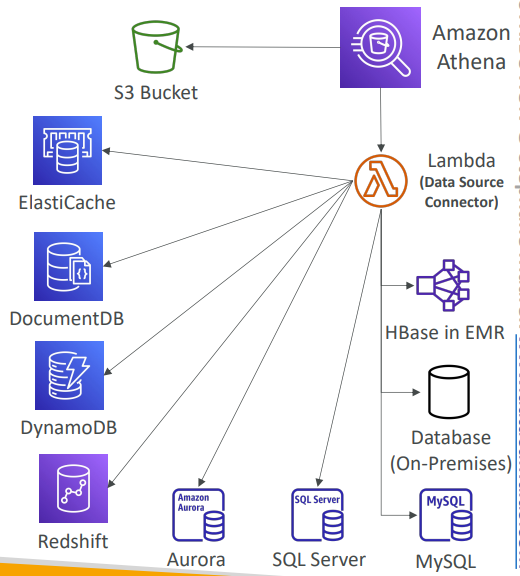 Amazon
Athena
S3 Bucket
Lambda
(Data Source
Connector)
ElastiCache
DocumentDB
HBase in EMR
DynamoDB
Database
(On-Premises)
Redshift
Amazon
Aurora
Aurora
SQL Server
SQL Server
MySQL
MySQL